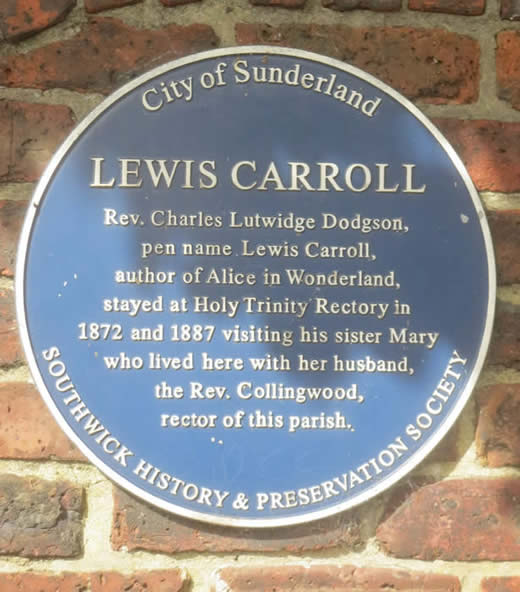 City of Sunderland
LEWIS CARROLL
Rev. Charles Lutwidge Dodgson,
pen name Lewis Carroll,
author of Alice in Wonderland,
stayed at Holy Trinity Rectory in
1872 and 1887 visiting his sister Mary
who lived here with her husband,
the Rev. Collingwood,
rector of this parish.
SOUTHWICK HISTORY & PRESERVATION SOCIETY